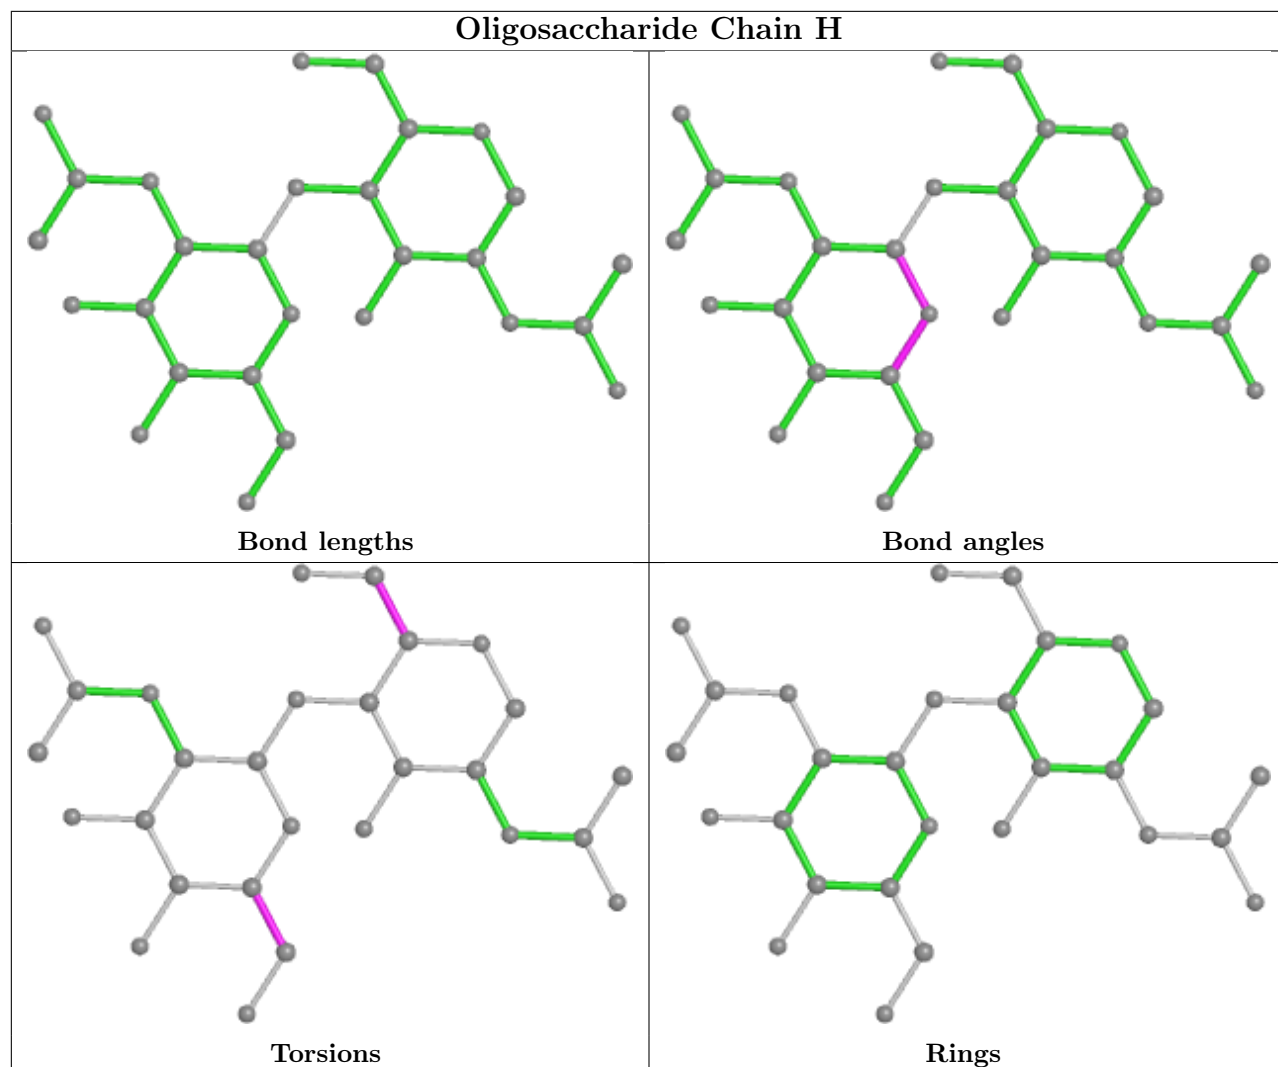 Oligosaccharide Chain H
Bond lengths
Bond angles
Torsions
Rings